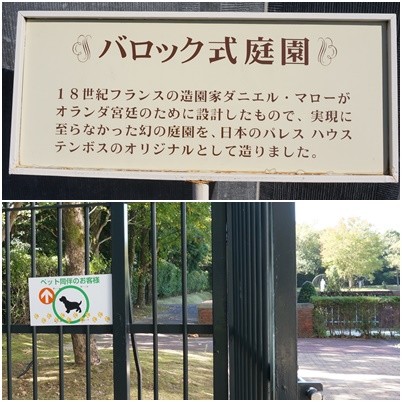 バロック式庭園
18世紀フランスの造園家ダニエル・マローが
オランダ宮廷のために設計したもので、実現に
至らなかった幻の庭園を、日本のパレス ハウス
テンボスのオリジナルとして造りました。
ペット同伴のお客様